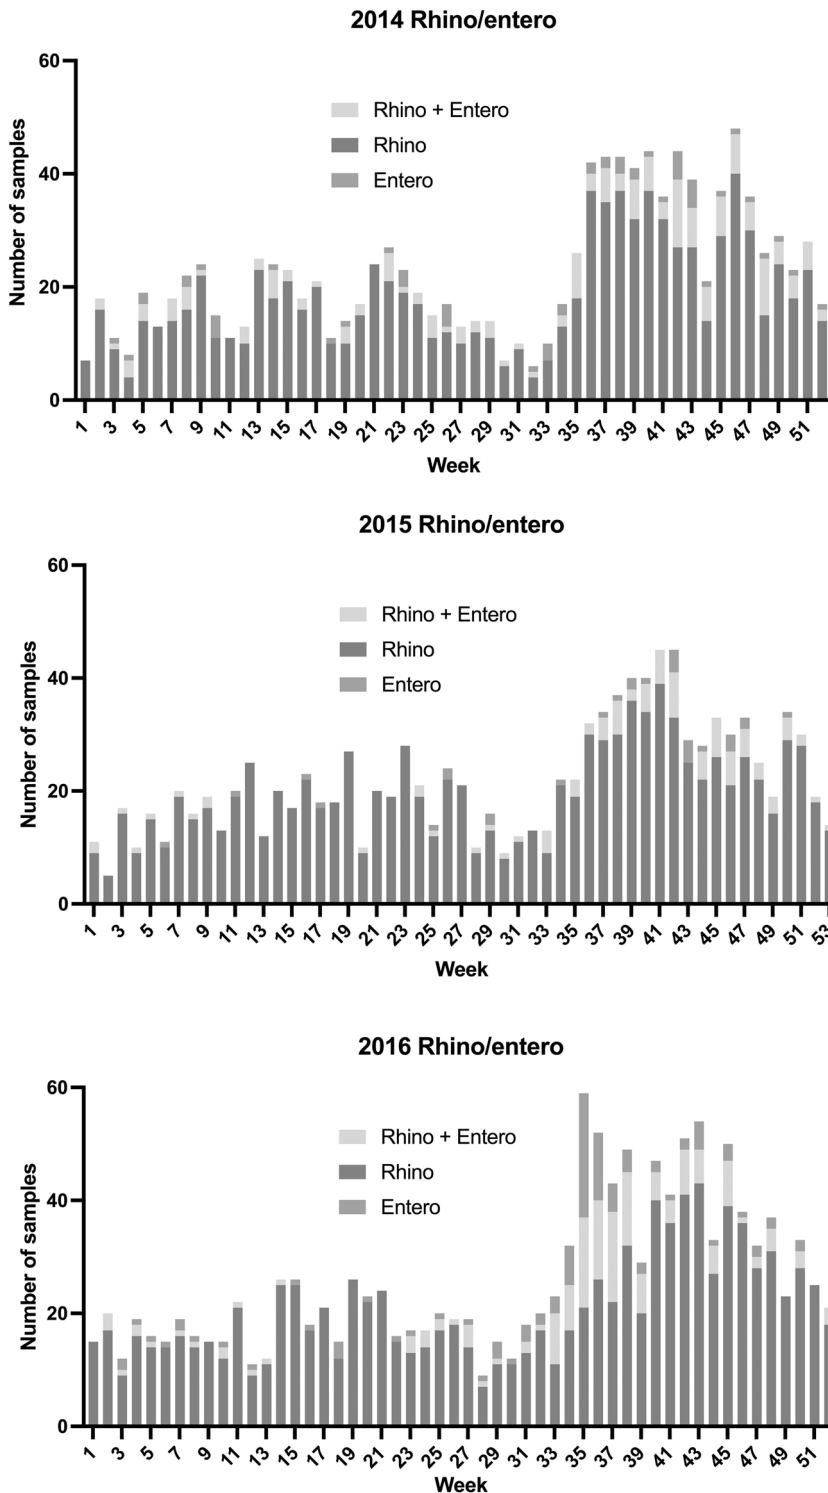 2014 Rhino/entero
60
Rhino + Entero
Rhino
Entero
40
20
0
Number of samples
1 3 5 7 9 11 13 15 17 19 21 23 25 27 29 31 33 35 37 39 41 43 45 47 49 51
Week
2015 Rhino/entero
60
Rhino + Entero
Rhino
Entero
40
20
0
Number of samples
1 3 5 7 9 11 13 15 17 19 21 23 25 27 29 31 33 35 37 39 41 43 45 47 49 51 53
Week
2016 Rhino/entero
60
Rhino + Entero
Rhino
Entero
40
20
0
Number of samples
1 3 5 7 9 11 13 15 17 19 21 23 25 27 29 31 33 35 37 39 41 43 45 47 49 51
Week